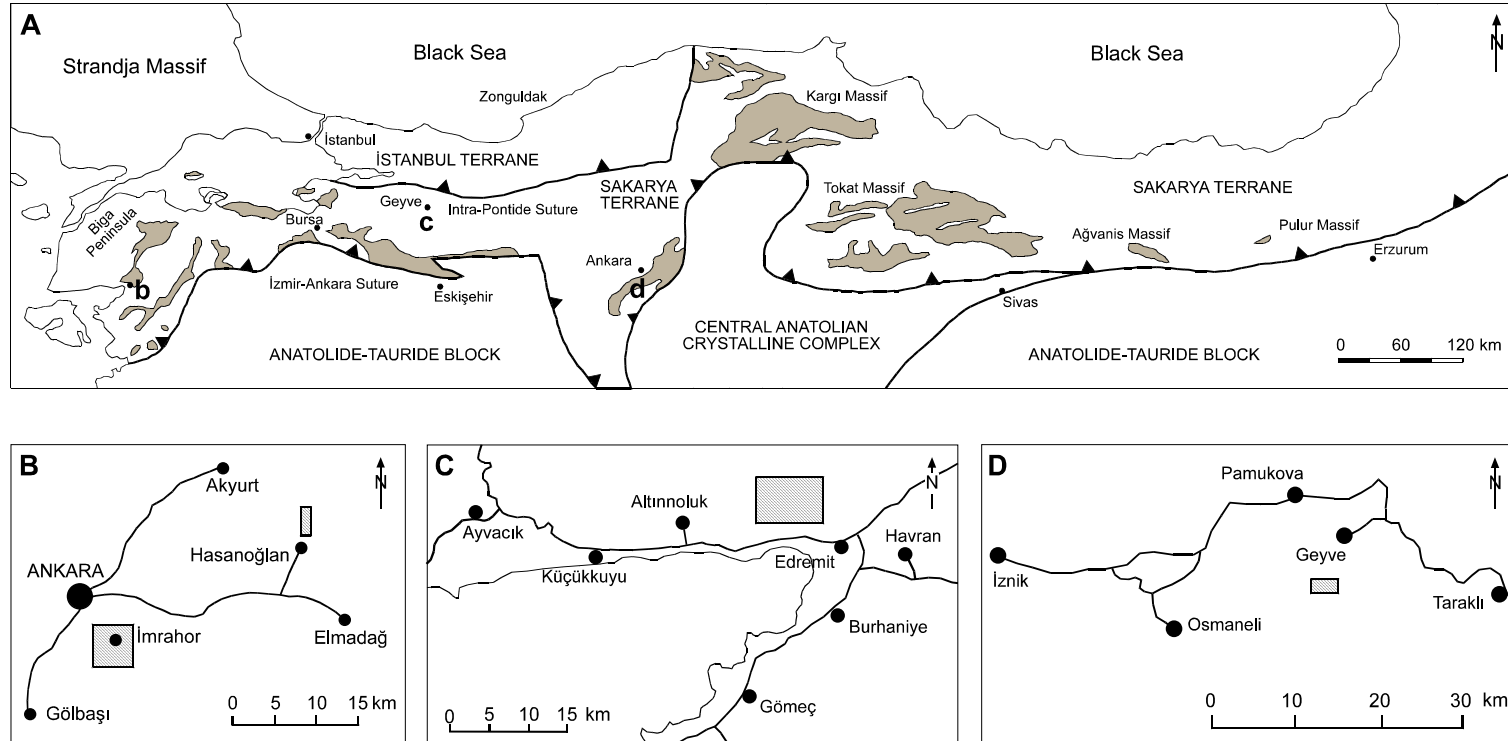 A
Strandja Massif
Black Sea
Black Sea
N
Zonguldak
Kargı Massif
İstanbul
İSTANBUL TERRANE
SAKARYA
TERRANE
Tokat Massif
SAKARYA TERRANE
Geyve
c
Intra-Pontide Suture
Biga
Peninsula
Bursa
Ağvanis Massif
Pulur Massif
Erzurum
b
İzmir-Ankara Suture
Eskişehir
Ankara
d
Sivas
ANATOLIDE-TAURIDE BLOCK
CENTRAL ANATOLIAN
CRYSTALLINE COMPLEX
ANATOLIDE-TAURIDE BLOCK
0 60 120 km
B
N
Akyurt
Hasanoğlan
ANKARA
İmrahor
Elmadağ
Gölbaşı
0 5 10 15 km
C
N
Ayvacık
Altınnoluk
Havran
Küçükkuyu
Edremit
Burhaniye
Gömeç
0 5 10 15 km
D
N
Pamukova
Geyve
İznik
Taraklı
Osmaneli
0 10 20 30 km